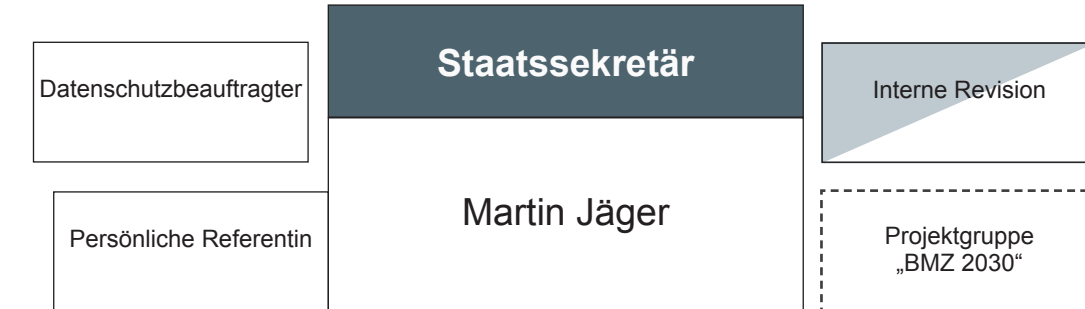 Staatssekretär
Datenschutzbeauftragter
Interne Revision
Martin Jäger
Persönliche Referentin
Projektgruppe
„BMZ 2030“